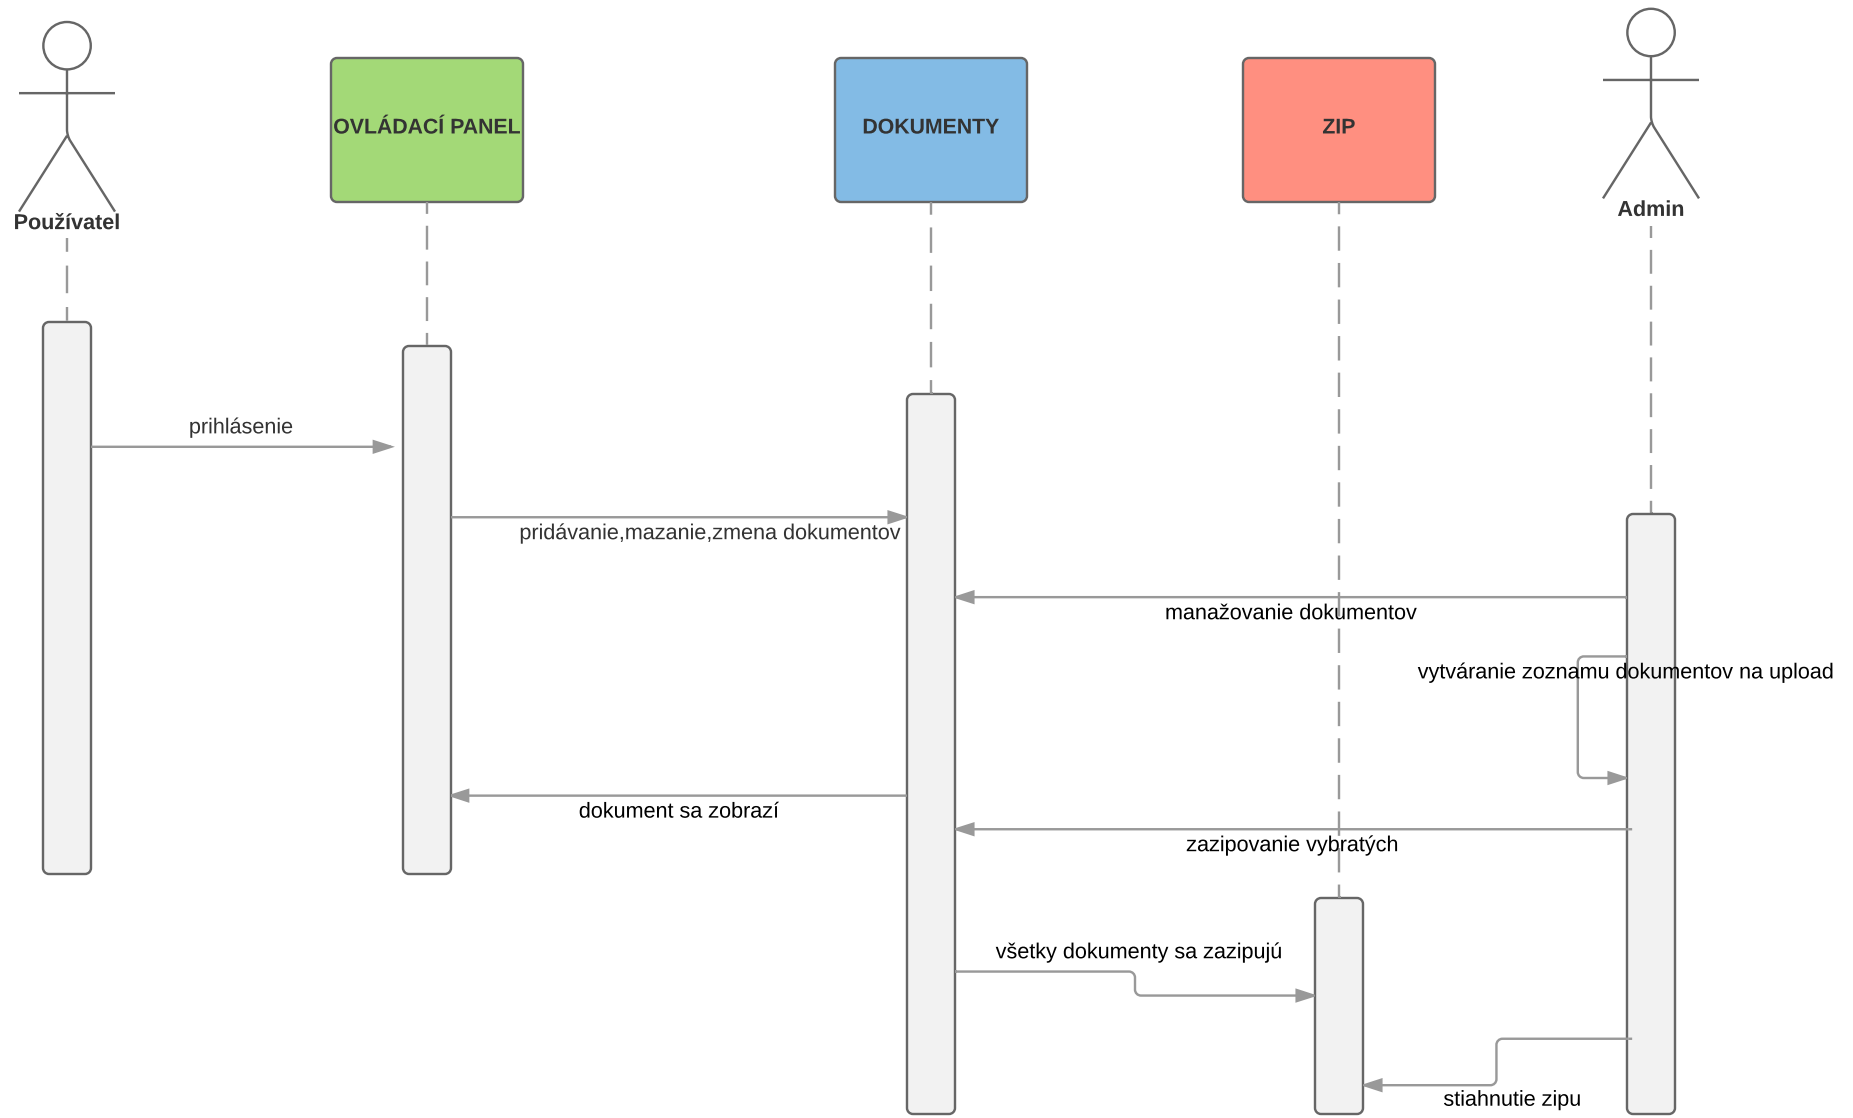 OVLÁDACÍ PANEL
DOKUMENTY
ZIP
Používatel
Admin
prihlásenie
pridávanie,mazanie,zmena dokumentov
manažovanie dokumentov
vytváranie zoznamu dokumentov na upload
dokument sa zobrazí
zazipovanie vybratých
všetky dokumenty sa zazipujú
stiahnutie zipu